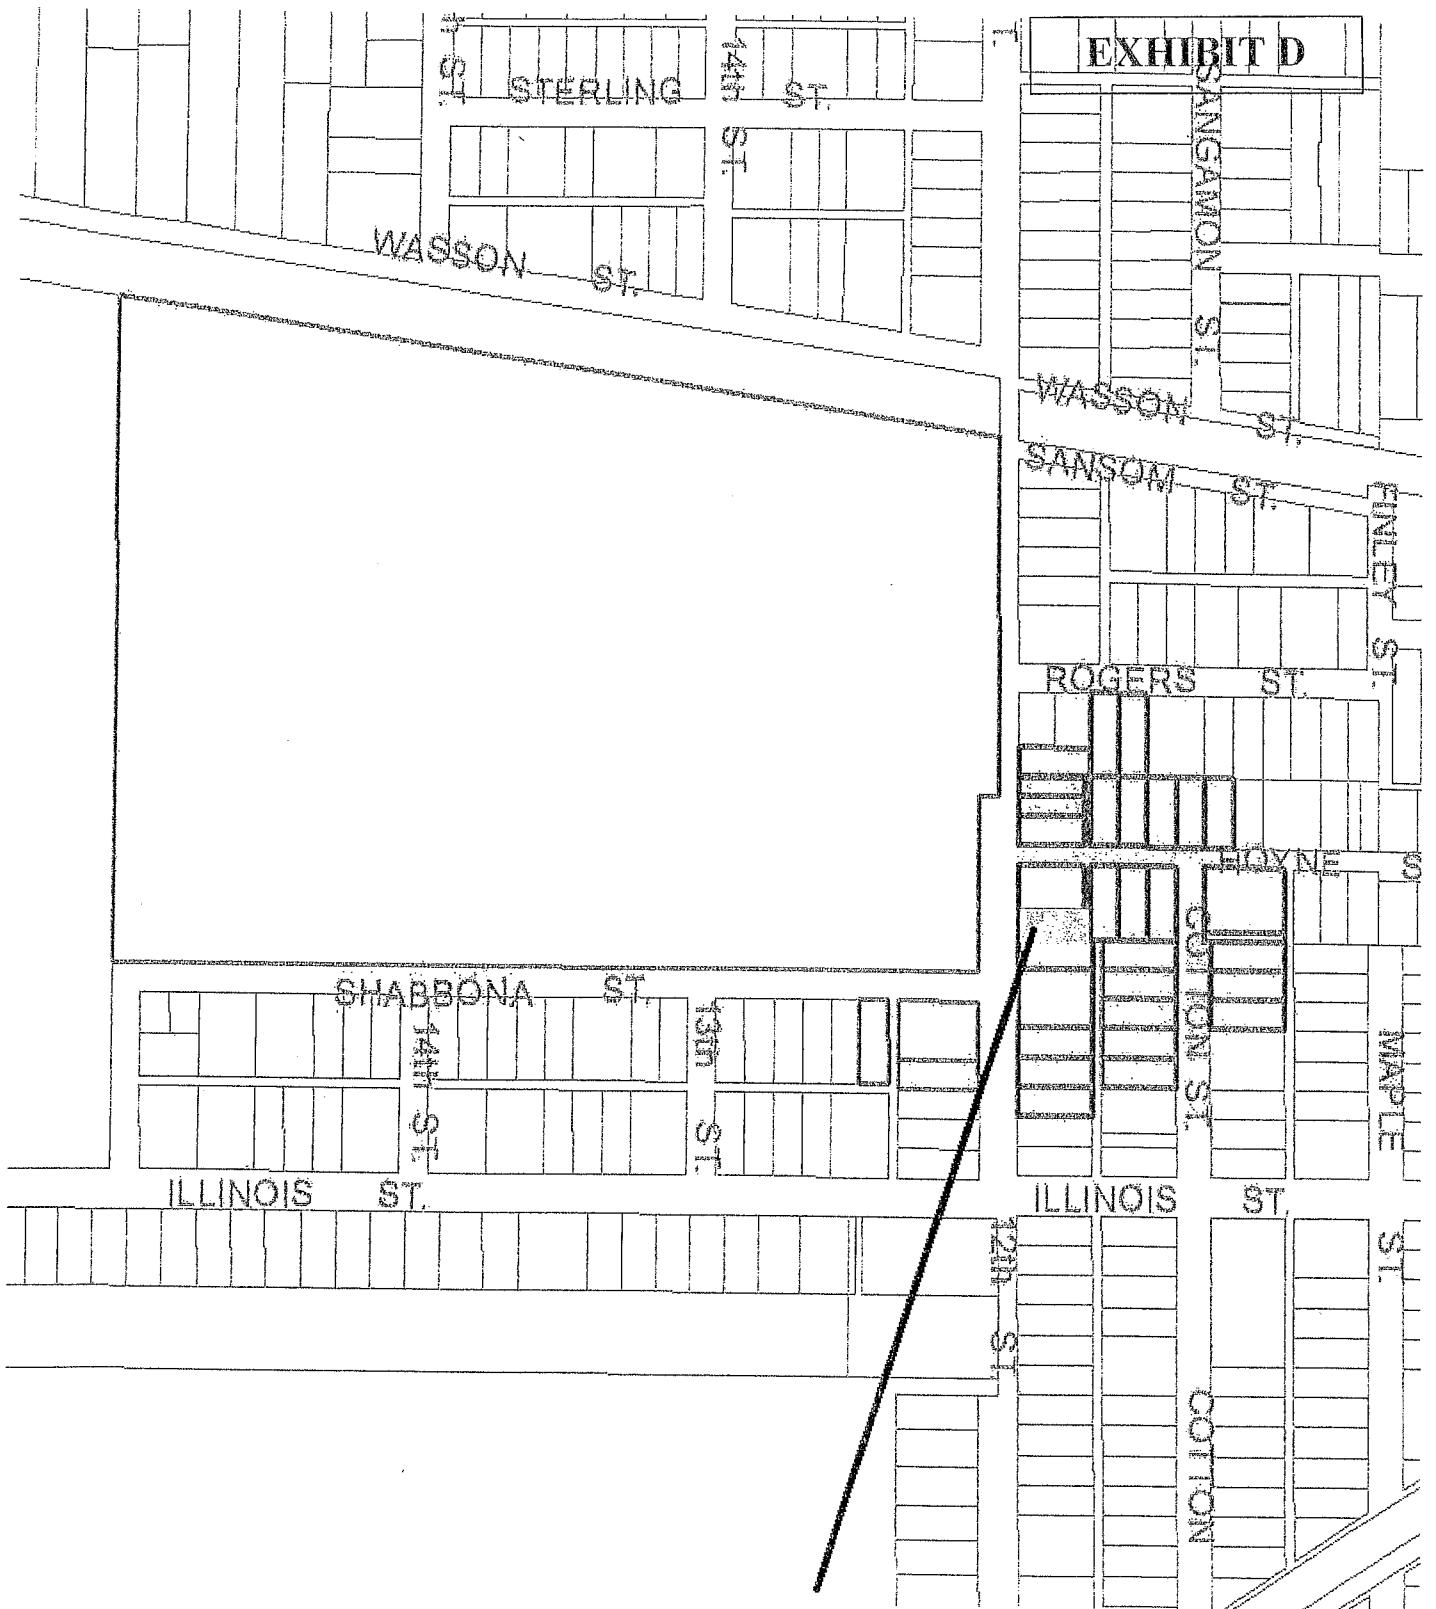 EXHIBIT D
14th ST.
STERLING ST.
SANGAMON ST.
WASSON ST.
WASSON ST.
SANSOM ST.
FINLEY ST.
ROGERS ST.
HOYNE S
COTTON ST.
SHABBONA ST.
14th ST.
13th ST.
MAPLE ST.
ILLINOIS ST.
ILLINOIS ST.
12th ST
COTTON